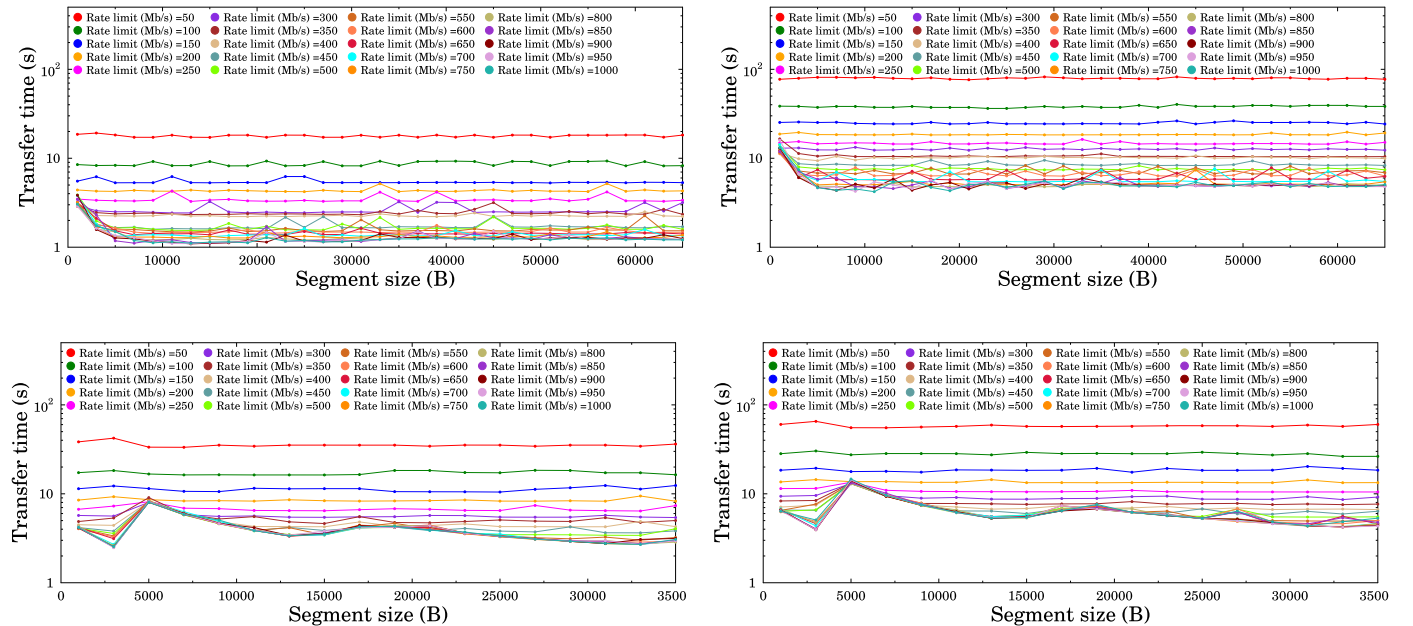 Rate limit (Mb/s) =50 Rate limit (Mb/s) =300 Rate limit (Mb/s) =550 Rate limit (Mb/s) =800
Rate limit (Mb/s) =100 Rate limit (Mb/s) =350 Rate limit (Mb/s) =600 Rate limit (Mb/s) =850
Rate limit (Mb/s) =150 Rate limit (Mb/s) =400 Rate limit (Mb/s) =650 Rate limit (Mb/s) =900
Rate limit (Mb/s) =200 Rate limit (Mb/s) =450 Rate limit (Mb/s) =700 Rate limit (Mb/s) =950
Rate limit (Mb/s) =250 Rate limit (Mb/s) =500 Rate limit (Mb/s) =750 Rate limit (Mb/s) =1000
Transfer time (s)
10²
10
1
0 10000 20000 30000 40000 50000 60000
Segment size (B)
Rate limit (Mb/s) =50 Rate limit (Mb/s) =300 Rate limit (Mb/s) =550 Rate limit (Mb/s) =800
Rate limit (Mb/s) =100 Rate limit (Mb/s) =350 Rate limit (Mb/s) =600 Rate limit (Mb/s) =850
Rate limit (Mb/s) =150 Rate limit (Mb/s) =400 Rate limit (Mb/s) =650 Rate limit (Mb/s) =900
Rate limit (Mb/s) =200 Rate limit (Mb/s) =450 Rate limit (Mb/s) =700 Rate limit (Mb/s) =950
Rate limit (Mb/s) =250 Rate limit (Mb/s) =500 Rate limit (Mb/s) =750 Rate limit (Mb/s) =1000
Transfer time (s)
10²
10
1
0 10000 20000 30000 40000 50000 60000
Segment size (B)
Rate limit (Mb/s) =50 Rate limit (Mb/s) =300 Rate limit (Mb/s) =550 Rate limit (Mb/s) =800
Rate limit (Mb/s) =100 Rate limit (Mb/s) =350 Rate limit (Mb/s) =600 Rate limit (Mb/s) =850
Rate limit (Mb/s) =150 Rate limit (Mb/s) =400 Rate limit (Mb/s) =650 Rate limit (Mb/s) =900
Rate limit (Mb/s) =200 Rate limit (Mb/s) =450 Rate limit (Mb/s) =700 Rate limit (Mb/s) =950
Rate limit (Mb/s) =250 Rate limit (Mb/s) =500 Rate limit (Mb/s) =750 Rate limit (Mb/s) =1000
Transfer time (s)
10²
10
1
0 5000 10000 15000 20000 25000 30000 3500
Segment size (B)
Rate limit (Mb/s) =50 Rate limit (Mb/s) =300 Rate limit (Mb/s) =550 Rate limit (Mb/s) =800
Rate limit (Mb/s) =100 Rate limit (Mb/s) =350 Rate limit (Mb/s) =600 Rate limit (Mb/s) =850
Rate limit (Mb/s) =150 Rate limit (Mb/s) =400 Rate limit (Mb/s) =650 Rate limit (Mb/s) =900
Rate limit (Mb/s) =200 Rate limit (Mb/s) =450 Rate limit (Mb/s) =700 Rate limit (Mb/s) =950
Rate limit (Mb/s) =250 Rate limit (Mb/s) =500 Rate limit (Mb/s) =750 Rate limit (Mb/s) =1000
Transfer time (s)
10²
10
1
0 5000 10000 15000 20000 25000 30000 3500
Segment size (B)